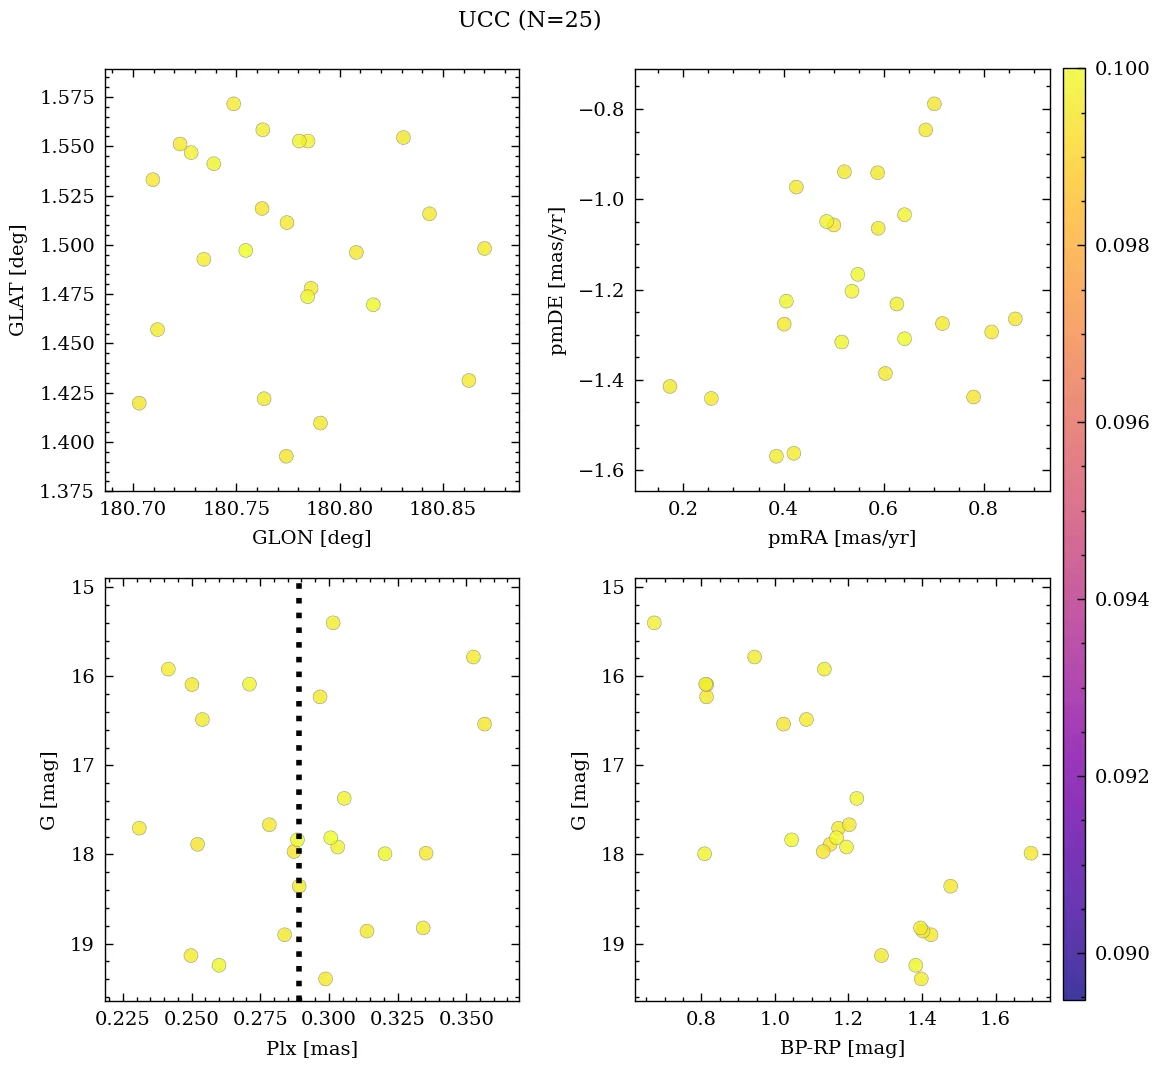 UCC (N=25)
1.575
1.550
1.525
1.500
1.475
1.450
1.425
1.400
1.375
GLAT [deg]
180.70 180.75 180.80 180.85
GLON [deg]
−0.8
−1.0
−1.2
−1.4
−1.6
pmDE [mas/yr]
0.2 0.4 0.6 0.8
pmRA [mas/yr]
0.100
0.098
0.096
0.094
0.092
0.090
15
16
17
18
19
G [mag]
0.225 0.250 0.275 0.300 0.325 0.350
Plx [mas]
15
16
17
18
19
G [mag]
0.8 1.0 1.2 1.4 1.6
BP-RP [mag]